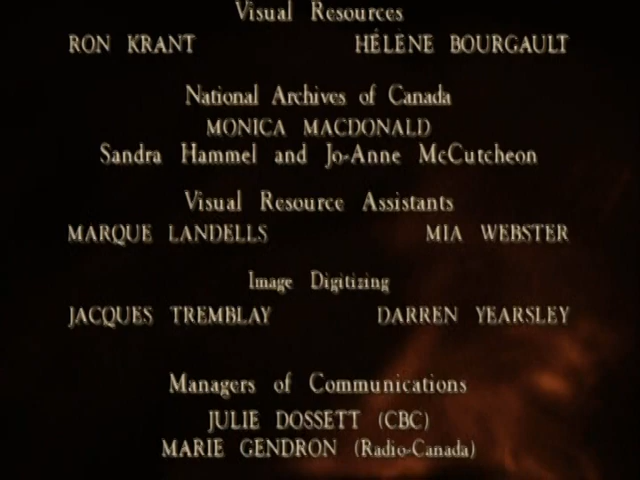 Visual Resources
RON KRANT HÉLÈNE BOURGAULT
National Archives of Canada
MONICA MACDONALD
Sandra Hammel and Jo-Anne McCutcheon
Visual Resource Assistants
MARQUE LANDELLS MIA WEBSTER
Image Digitizing
JACQUES TREMBLAY DARREN YEARSLEY
Managers of Communications
JULIE DOSSETT (CBC)
MARIE GENDRON (Radio-Canada)